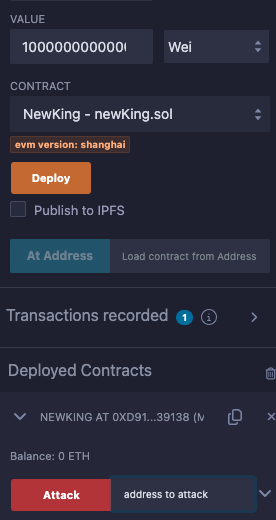 VALUE
1000000000000 Wei
CONTRACT
NewKing - newKing.sol
evm version: shanghai
Deploy
Publish to IPFS
At Address Load contract from Address
Transactions recorded 1 i
Deployed Contracts
NEWKING AT 0XD91...39138 (M
Balance: 0 ETH
Attack address to attack